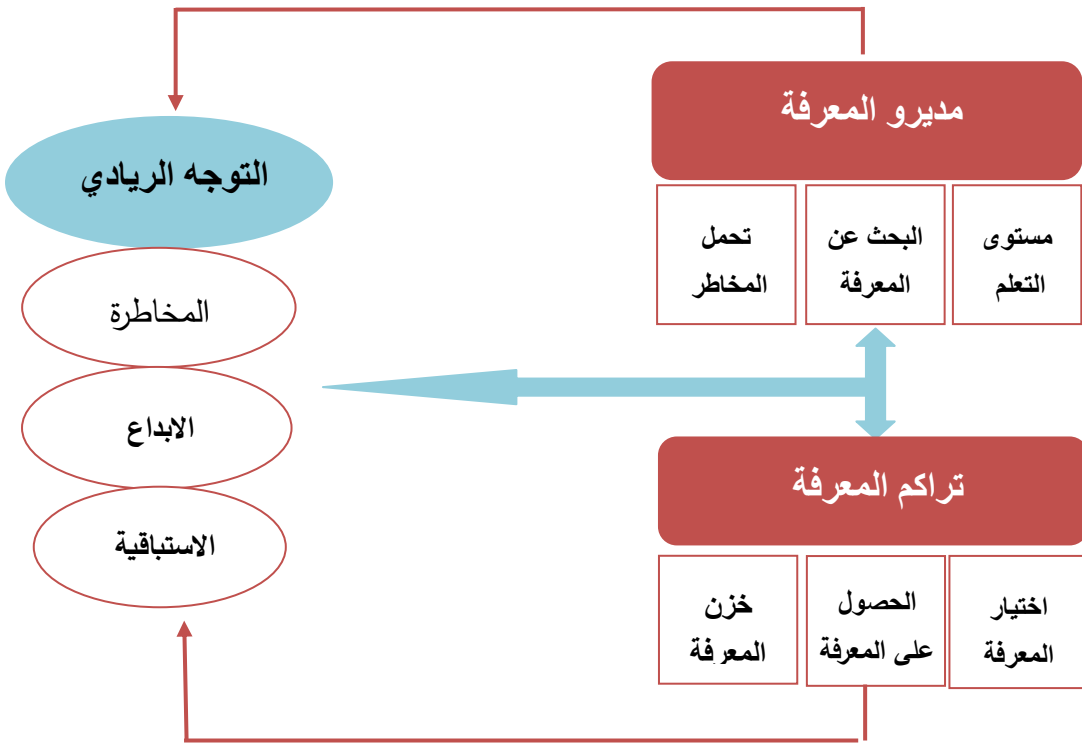 مديرو المعرفة
مستوى
التعلم
البحث عن
المعرفة
تحمل
المخاطر
التوجه الريادي
المخاطرة
الابداع
الاستباقية
تراكم المعرفة
اختيار
المعرفة
الحصول
على المعرفة
خزن
المعرفة